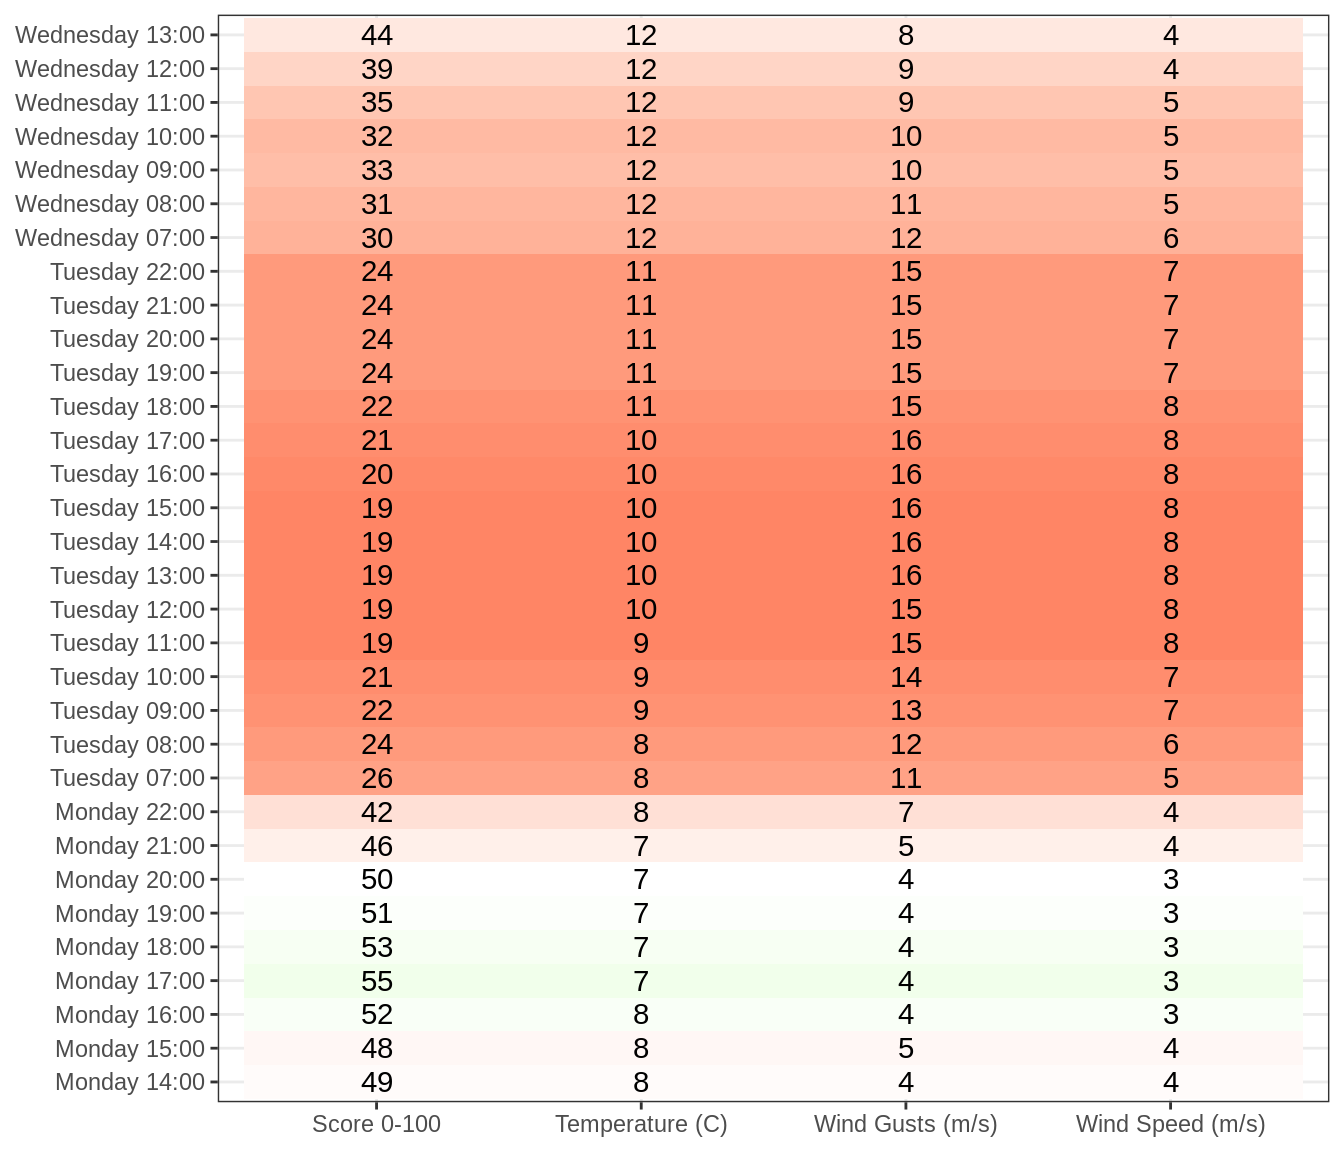 Wednesday 13:00 44 12 8 4
Wednesday 12:00 39 12 9 4
Wednesday 11:00 35 12 9 5
Wednesday 10:00 32 12 10 5
Wednesday 09:00 33 12 10 5
Wednesday 08:00 31 12 11 5
Wednesday 07:00 30 12 12 6
Tuesday 22:00 24 11 15 7
Tuesday 21:00 24 11 15 7
Tuesday 20:00 24 11 15 7
Tuesday 19:00 24 11 15 7
Tuesday 18:00 22 11 15 8
Tuesday 17:00 21 10 16 8
Tuesday 16:00 20 10 16 8
Tuesday 15:00 19 10 16 8
Tuesday 14:00 19 10 16 8
Tuesday 13:00 19 10 16 8
Tuesday 12:00 19 10 15 8
Tuesday 11:00 19 9 15 8
Tuesday 10:00 21 9 14 7
Tuesday 09:00 22 9 13 7
Tuesday 08:00 24 8 12 6
Tuesday 07:00 26 8 11 5
Monday 22:00 42 8 7 4
Monday 21:00 46 7 5 4
Monday 20:00 50 7 4 3
Monday 19:00 51 7 4 3
Monday 18:00 53 7 4 3
Monday 17:00 55 7 4 3
Monday 16:00 52 8 4 3
Monday 15:00 48 8 5 4
Monday 14:00 49 8 4 4
Score 0-100 Temperature (C) Wind Gusts (m/s) Wind Speed (m/s)